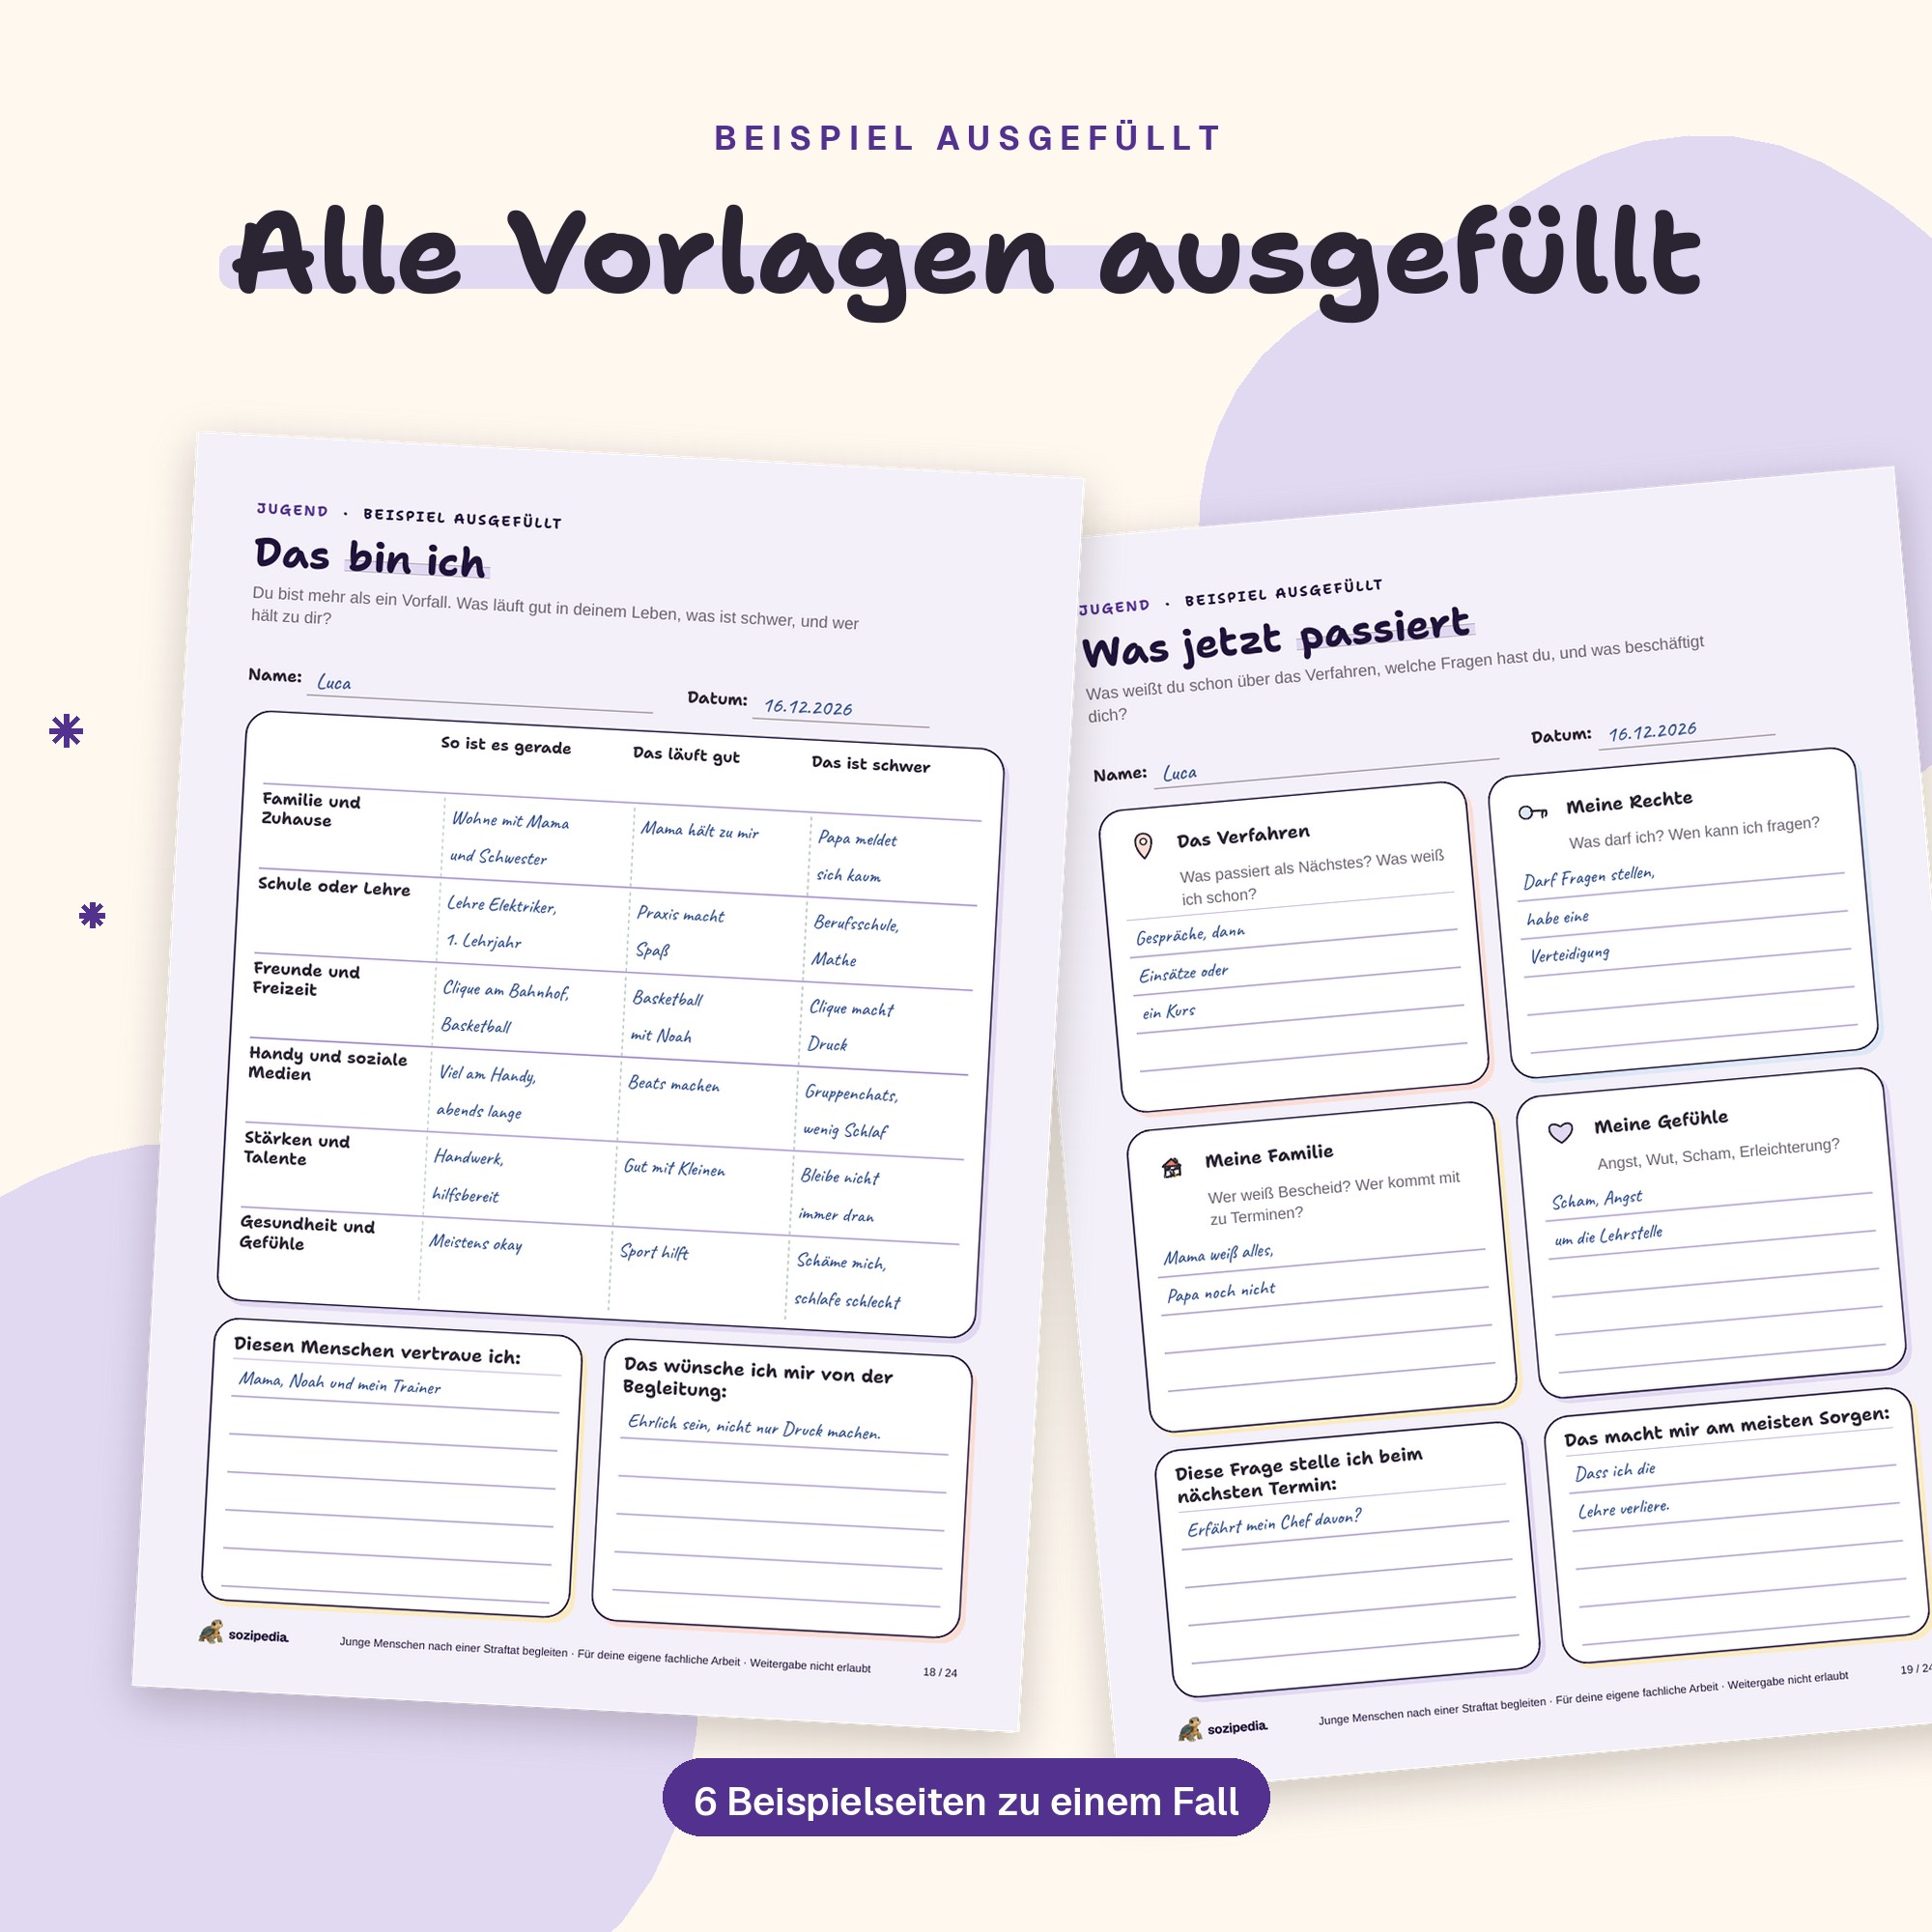 BEISPIEL AUSGEFÜLLT
Alle Vorlagen ausgefüllt
JUGEND · BEISPIEL AUSGEFÜLLT
Das bin ich
Du bist mehr als ein Vorfall. Was läuft gut in deinem Leben, was ist schwer, und wer
hält zu dir?
Name: Luca Datum: 16.12.2026
So ist es gerade Das läuft gut Das ist schwer
Familie und
Zuhause
Wohne mit Mama
und Schwester
Mama hält zu mir
Papa meldet
sich kaum
Schule oder Lehre
Lehre Elektriker,
1. Lehrjahr
Praxis macht
Spaß
Berufsschule,
Mathe
Freunde und
Freizeit
Clique am Bahnhof,
Basketball
Basketball
mit Noah
Clique macht
Druck
Handy und soziale
Medien
Viel am Handy,
abends lange
Beats machen
Gruppenchats,
wenig Schlaf
Stärken und
Talente
Handwerk,
hilfsbereit
Gut mit Kleinen
Bleibe nicht
immer dran
Gesundheit und
Gefühle
Meistens okay
Sport hilft
Schäme mich,
schlafe schlecht
Diesen Menschen vertraue ich:
Mama, Noah und mein Trainer
Das wünsche ich mir von der
Begleitung:
Ehrlich sein, nicht nur Druck machen.
sozipedia.
Junge Menschen nach einer Straftat begleiten · Für deine eigene fachliche Arbeit · Weitergabe nicht erlaubt
18 / 24
JUGEND · BEISPIEL AUSGEFÜLLT
Was jetzt passiert
Was weißt du schon über das Verfahren, welche Fragen hast du, und was beschäftigt
dich?
Name: Luca Datum: 16.12.2026
Das Verfahren
Was passiert als Nächstes? Was weiß
ich schon?
Gespräche, dann
Einsätze oder
ein Kurs
Meine Rechte
Was darf ich? Wen kann ich fragen?
Darf Fragen stellen,
habe eine
Verteidigung
Meine Familie
Wer weiß Bescheid? Wer kommt mit
zu Terminen?
Mama weiß alles,
Papa noch nicht
Meine Gefühle
Angst, Wut, Scham, Erleichterung?
Scham, Angst
um die Lehrstelle
Diese Frage stelle ich beim
nächsten Termin:
Erfährt mein Chef davon?
Das macht mir am meisten Sorgen:
Dass ich die
Lehre verliere.
sozipedia.
Junge Menschen nach einer Straftat begleiten · Für deine eigene fachliche Arbeit · Weitergabe nicht erlaubt
19 / 24
6 Beispielseiten zu einem Fall